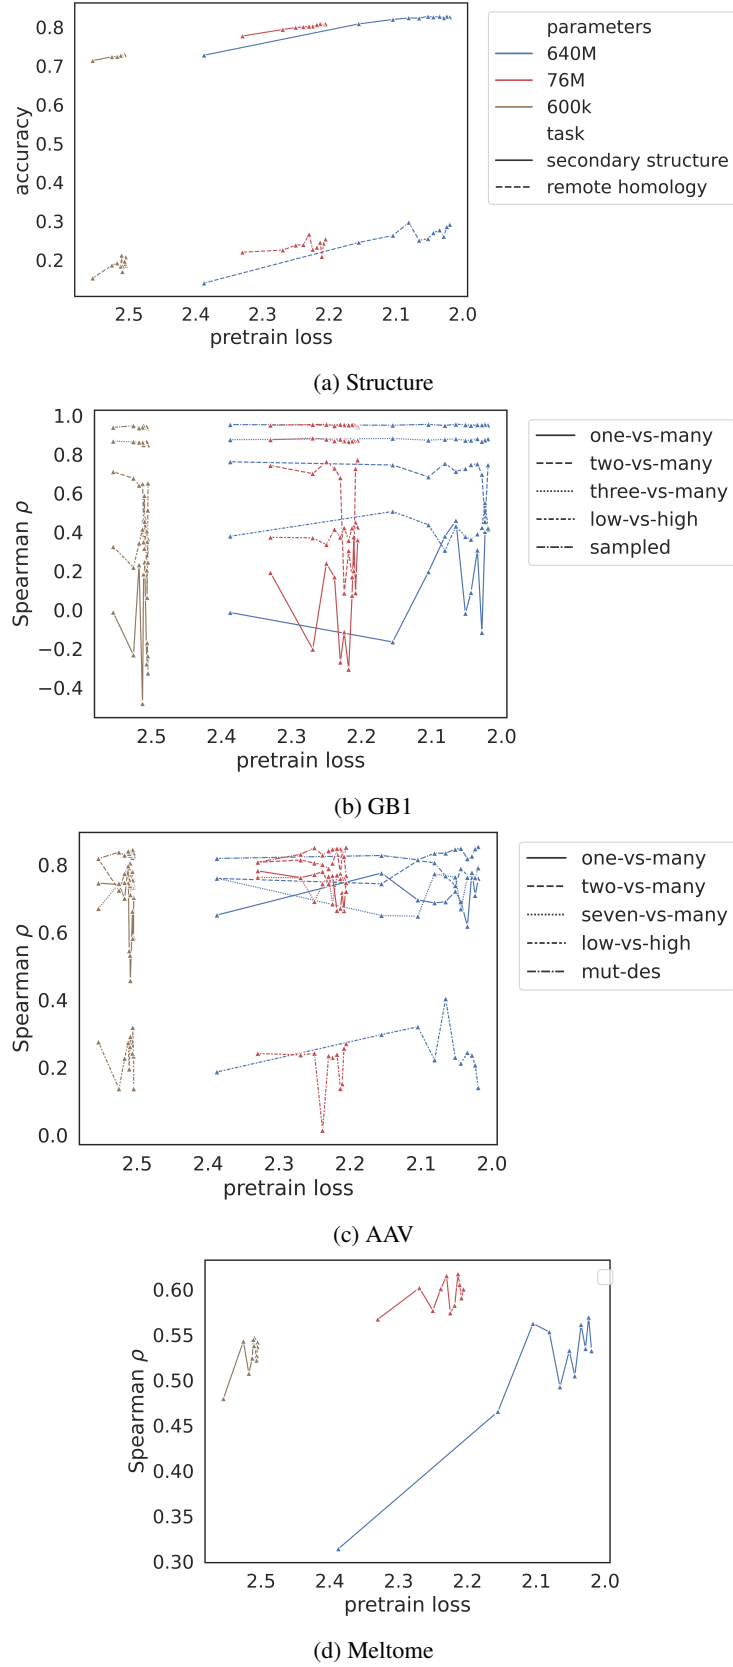 0.8
0.7
0.6
0.5
0.4
0.3
0.2
accuracy
2.5 2.4 2.3 2.2 2.1 2.0
pretrain loss
parameters
640M
76M
600k
task
secondary structure
remote homology
(a) Structure
1.0
0.8
0.6
0.4
0.2
0.0
−0.2
−0.4
Spearman ρ
2.5 2.4 2.3 2.2 2.1 2.0
pretrain loss
one-vs-many
two-vs-many
three-vs-many
low-vs-high
sampled
(b) GB1
0.8
0.6
0.4
0.2
0.0
Spearman ρ
2.5 2.4 2.3 2.2 2.1 2.0
pretrain loss
one-vs-many
two-vs-many
seven-vs-many
low-vs-high
mut-des
(c) AAV
0.60
0.55
0.50
0.45
0.40
0.35
0.30
Spearman ρ
2.5 2.4 2.3 2.2 2.1 2.0
pretrain loss
(d) Meltome